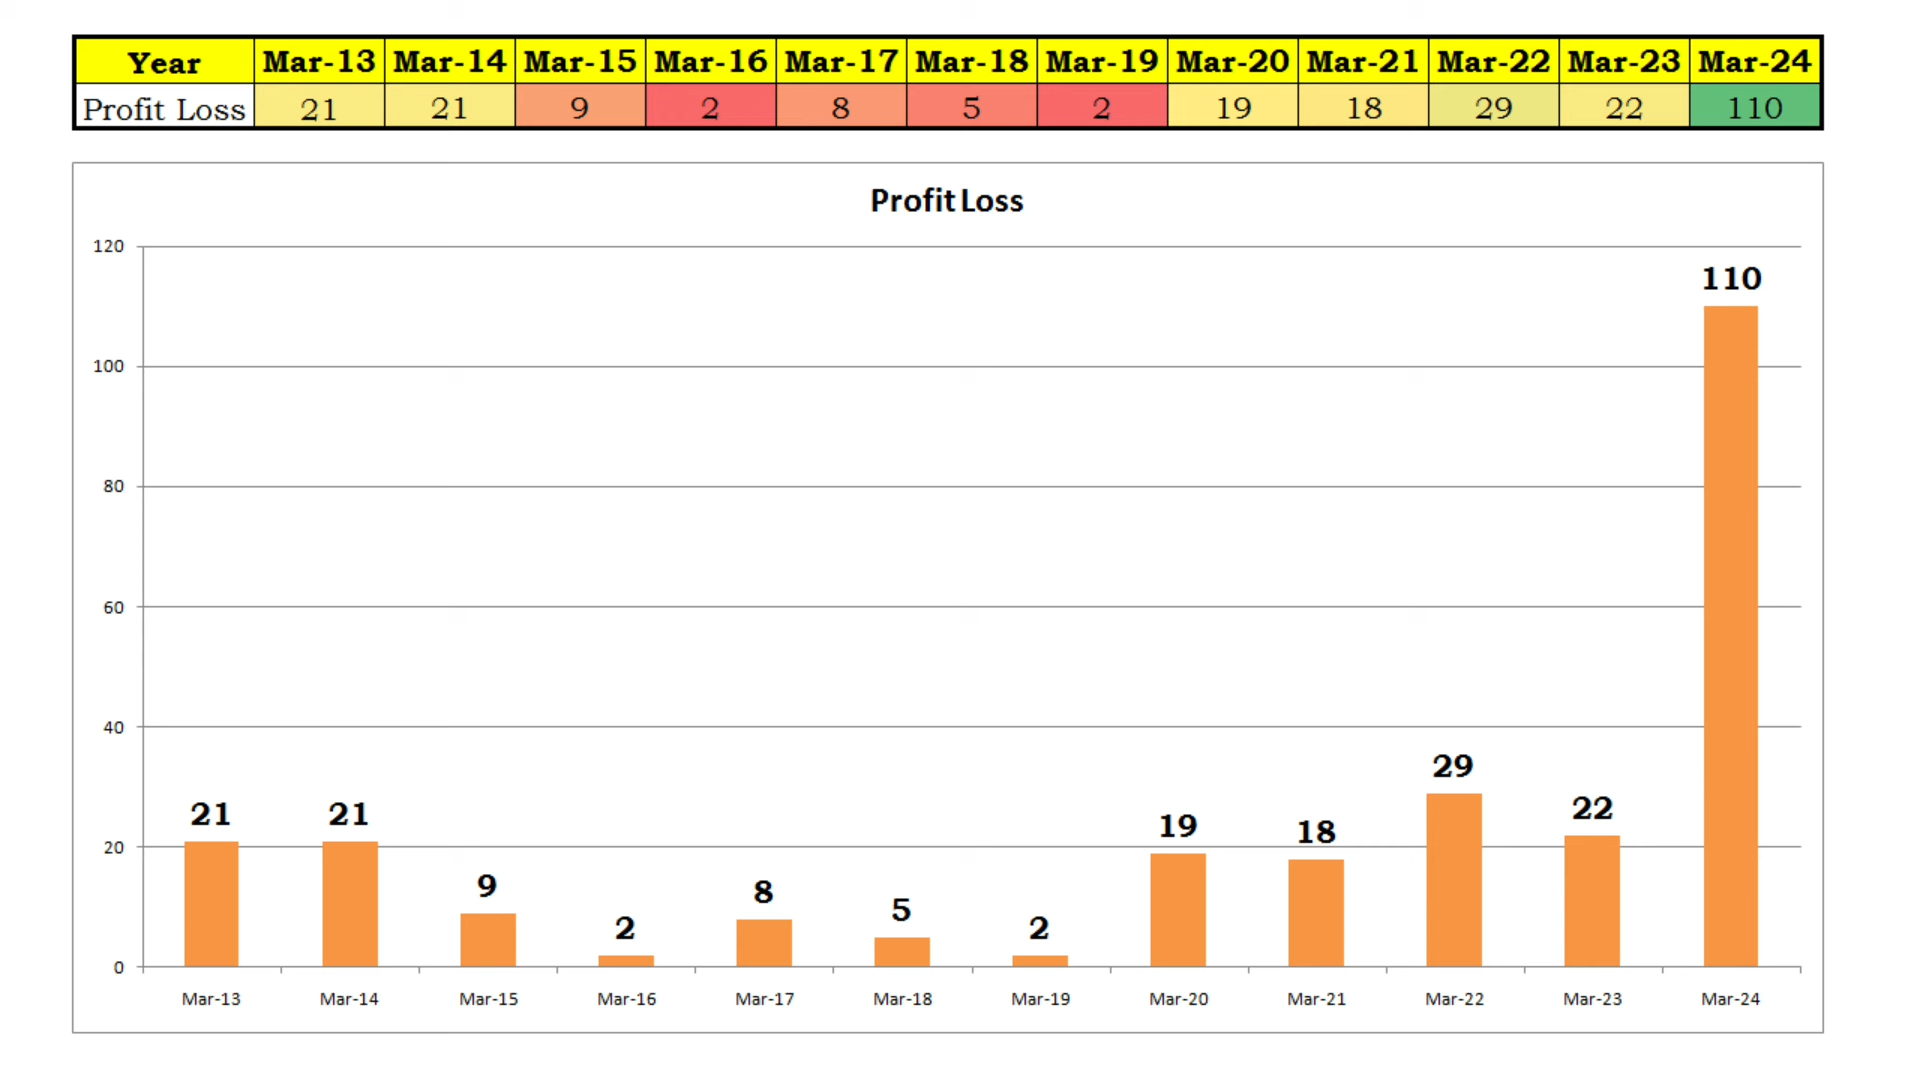 Year Mar-13 Mar-14 Mar-15 Mar-16 Mar-17 Mar-18 Mar-19 Mar-20 Mar-21 Mar-22 Mar-23 Mar-24
Profit Loss 21 21 9 2 8 5 2 19 18 29 22 110
Profit Loss
120
110
100
80
60
40
29
21 21 19 18 22
20
9 2 8 5 2
0
Mar-13 Mar-14 Mar-15 Mar-16 Mar-17 Mar-18 Mar-19 Mar-20 Mar-21 Mar-22 Mar-23 Mar-24